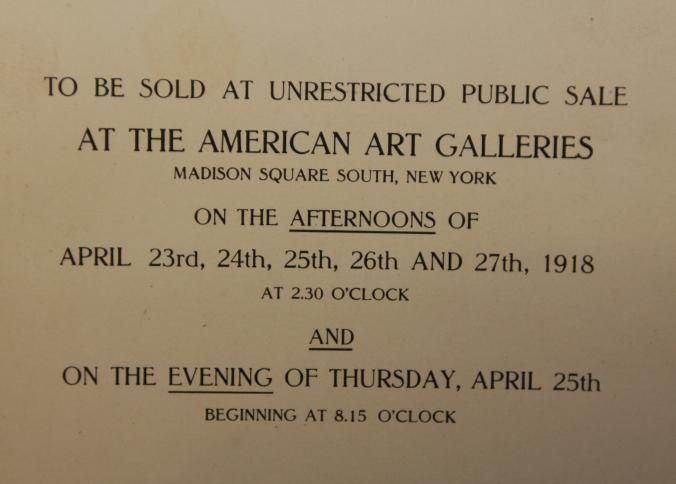 TO BE SOLD AT UNRESTRICTED PUBLIC SALE
AT THE AMERICAN ART GALLERIES
MADISON SQUARE SOUTH, NEW YORK
ON THE AFTERNOONS OF
APRIL 23rd, 24th, 25th, 26th AND 27th, 1918
AT 2.30 O'CLOCK
AND
ON THE EVENING OF THURSDAY, APRIL 25th
BEGINNING AT 8.15 O'CLOCK